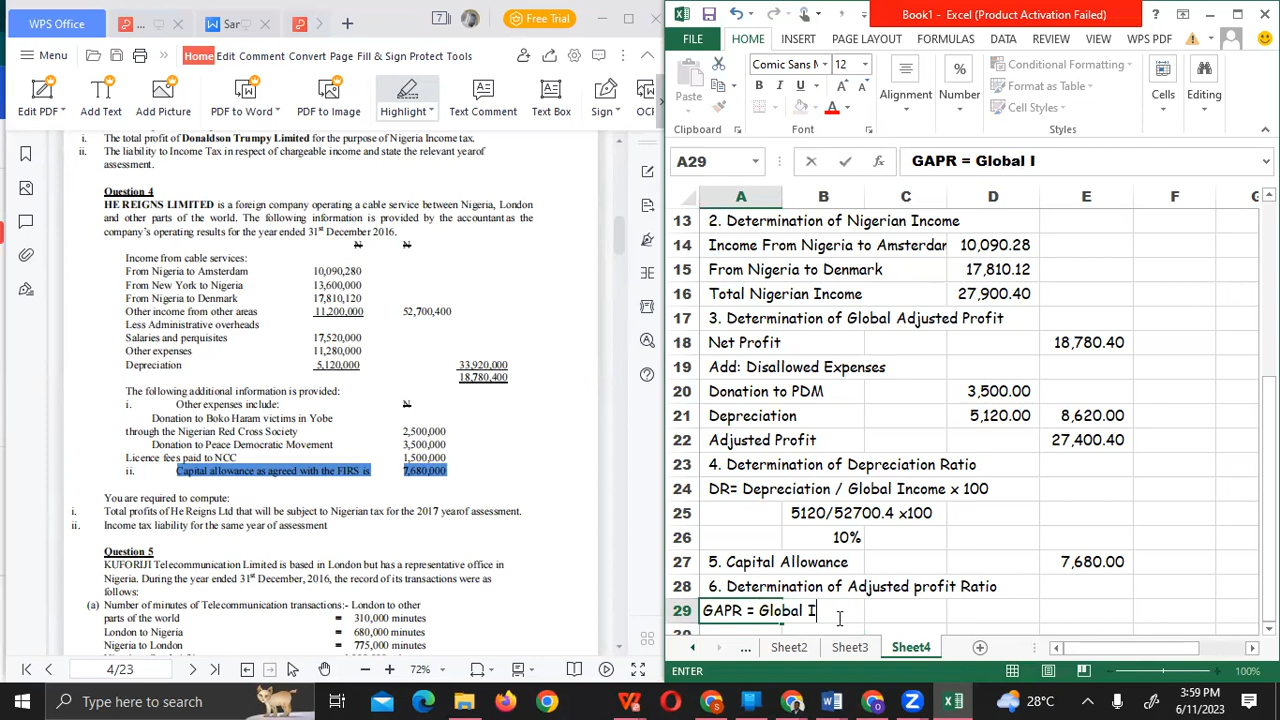 WPS Office
...
Sar
7
Free Trial
Menu
Home Edit Comment Convert Page Fill & Sign Protect Tools
Edit PDF
Add Text
Add Picture
PDF to Word
PDF to Image
Highlight
Text Comment
Text Box
Sign
OCF
i. The total profit of Donaldson Trumpy Limited for the purpose of Nigeria Income tax.
ii. The liability to Income Tax in respect of chargeable income and state the relevant yearof
assessment.
Question 4
HE REIGNS LIMITED is a foreign company operating a cable service between Nigeria, London
and other parts of the world. The following information is provided by the accountant as the
company's operating results for the year ended 31st December 2016.
N N
Income from cable services:
From Nigeria to Amsterdam 10,090,280
From New York to Nigeria 13,600,000
From Nigeria to Denmark 17,810,120
Other income from other areas 11,200,000 52,700,400
Less Administrative overheads
Salaries and perquisites 17,520,000
Other expenses 11,280,000
Depreciation 5,120,000 33,920,000
18,780,400
The following additional information is provided:
i. Other expenses include: N
Donation to Boko Haram victims in Yobe
through the Nigerian Red Cross Society 2,500,000
Donation to Peace Democratic Movement 3,500,000
Licence fees paid to NCC 1,500,000
ii. Capital allowance as agreed with the FIRS is 7,680,000
You are required to compute:
i. Total profits of He Reigns Ltd that will be subject to Nigerian tax for the 2017 year of assessment.
ii. Income tax liability for the same year of assessment
Question 5
KUFORIJI Telecommunication Limited is based in London but has a representative office in
Nigeria. During the year ended 31st December, 2016, the record of its transactions were as
follows:
(a) Number of minutes of Telecommunication transactions:- London to other
parts of the world 310,000 minutes
London to Nigeria 680,000 minutes
Nigeria to London 775,000 minutes
4/23
72%
Book1 - Excel (Product Activation Failed)
FILE HOME INSERT PAGE LAYOUT FORMULAS DATA REVIEW VIEW WPS PDF
Paste
Clipboard
Comic Sans M 12
B I U
Font
Alignment
%
Number
Conditional Formatting
Format as Table
Cell Styles
Styles
Cells
Editing
A29
fx
GAPR = Global I
A B C D E F G
13 2. Determination of Nigerian Income
14 Income From Nigeria to Amsterdam 10,090.28
15 From Nigeria to Denmark 17,810.12
16 Total Nigerian Income 27,900.40
17 3. Determination of Global Adjusted Profit
18 Net Profit 18,780.40
19 Add: Disallowed Expenses
20 Donation to PDM 3,500.00
21 Depreciation 5,120.00 8,620.00
22 Adjusted Profit 27,400.40
23 4. Determination of Depreciation Ratio
24 DR= Depreciation / Global Income x 100
25 5120/52700.4 x100
26 10%
27 5. Capital Allowance 7,680.00
28 6. Determination of Adjusted profit Ratio
29 GAPR = Global I
... Sheet2 Sheet3 Sheet4
ENTER
100%
Type here to search
28°C
3:59 PM
6/11/2023